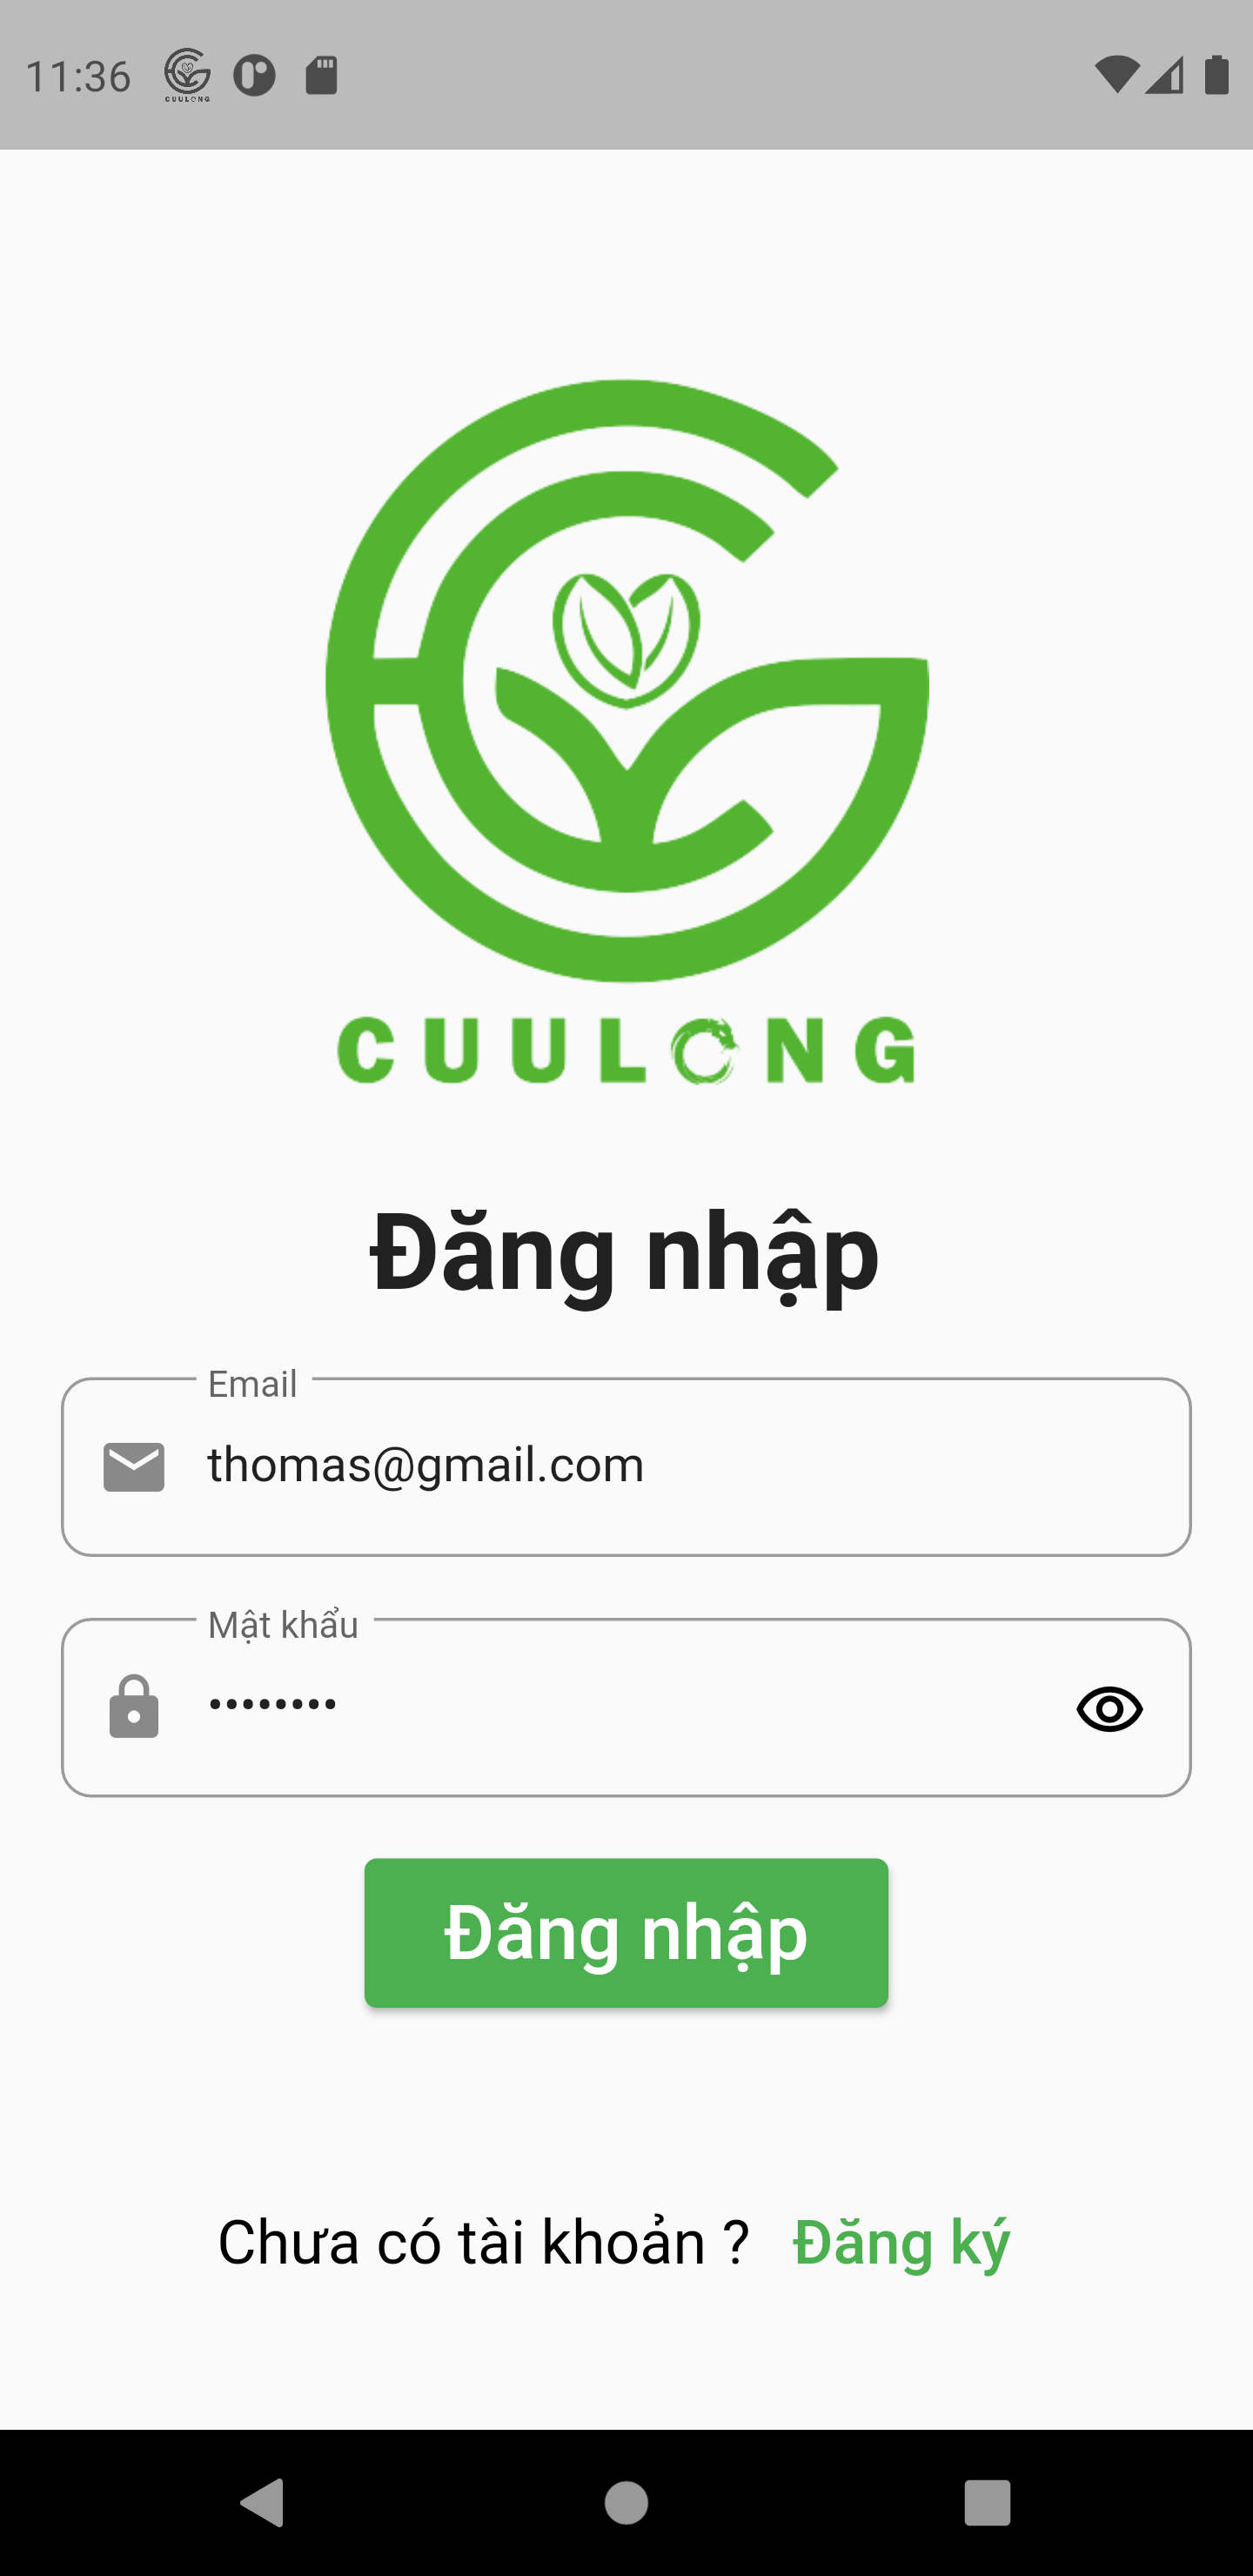 11:36 CUULONG
CUULONG
Đăng nhập
Email
thomas@gmail.com
Mật khẩu
••••••••
Đăng nhập
Chưa có tài khoản ? Đăng ký